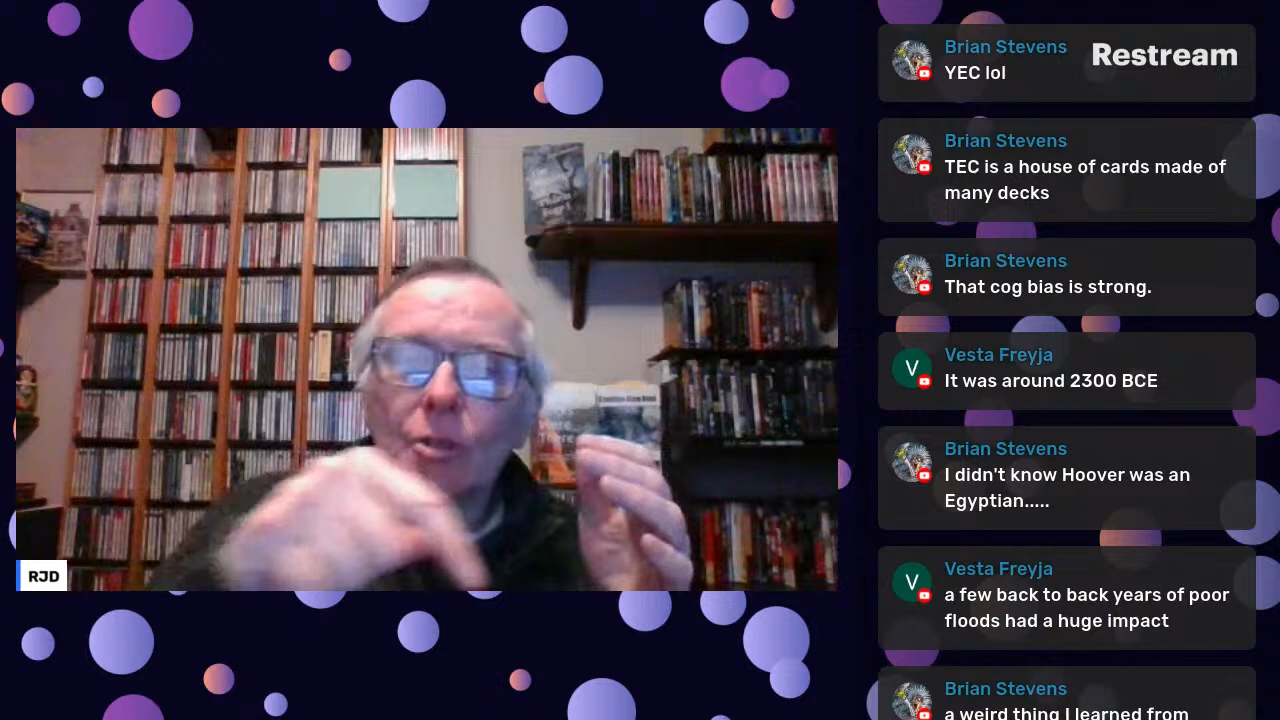 Brian Stevens
Restream
YEC lol
Brian Stevens
TEC is a house of cards made of
many decks
Brian Stevens
That cog bias is strong.
Vesta Freyja
V
It was around 2300 BCE
Brian Stevens
I didn't know Hoover was an
Egyptian.....
Vesta Freyja
V
a few back to back years of poor
floods had a huge impact
Brian Stevens
a weird thing I learned from
RJD